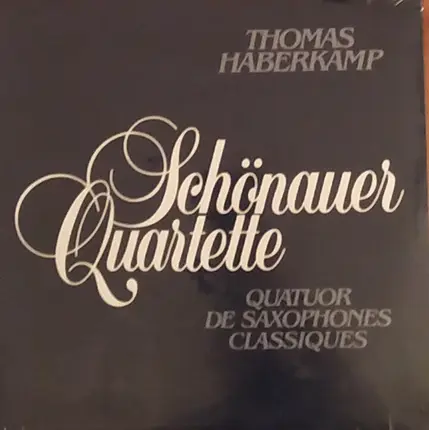 THOMAS
HABERKAMP
Schönauer
Quartette
QUATUOR
DE SAXOPHONES
CLASSIQUES